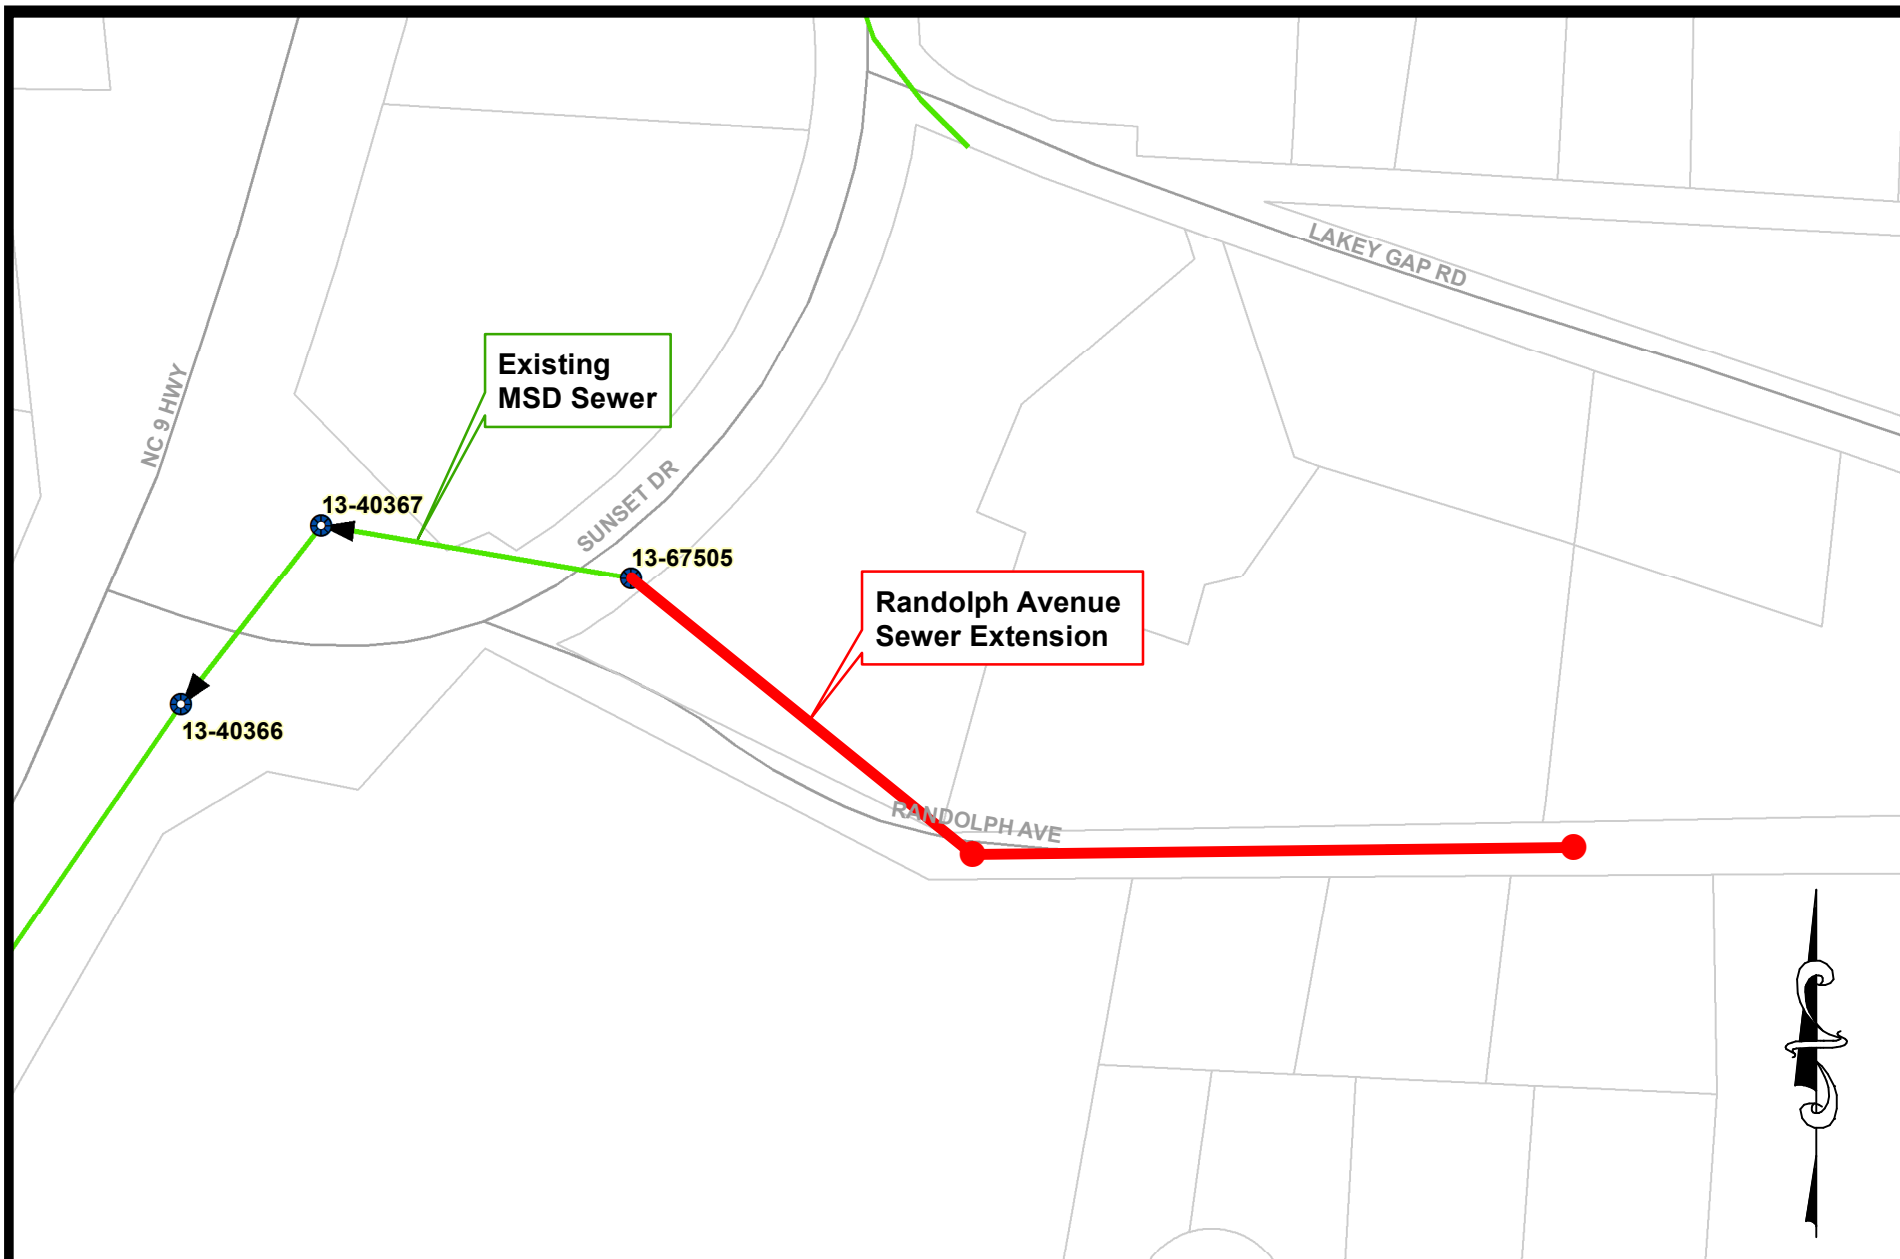 LAKEY GAP RD
Existing
MSD Sewer
NC 9 HWY
SUNSET DR
13-40367
13-67505
Randolph Avenue
Sewer Extension
13-40366
RANDOLPH AVE